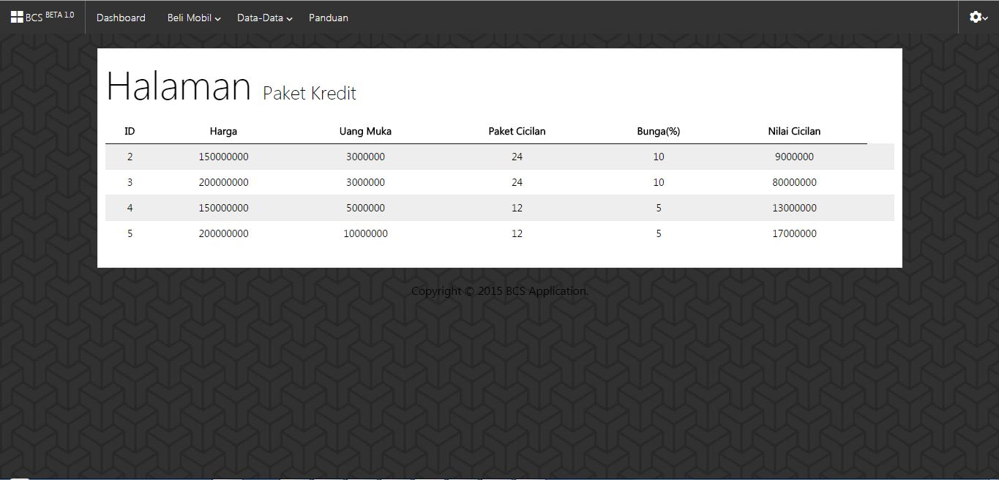 BCS BETA 1.0 Dashboard Beli Mobil Data-Data Panduan
Halaman Paket Kredit
ID Harga Uang Muka Paket Cicilan Bunga(%) Nilai Cicilan
2 150000000 3000000 24 10 9000000
3 200000000 3000000 24 10 80000000
4 150000000 5000000 12 5 13000000
5 200000000 10000000 12 5 17000000
Copyright © 2015 BCS Application.